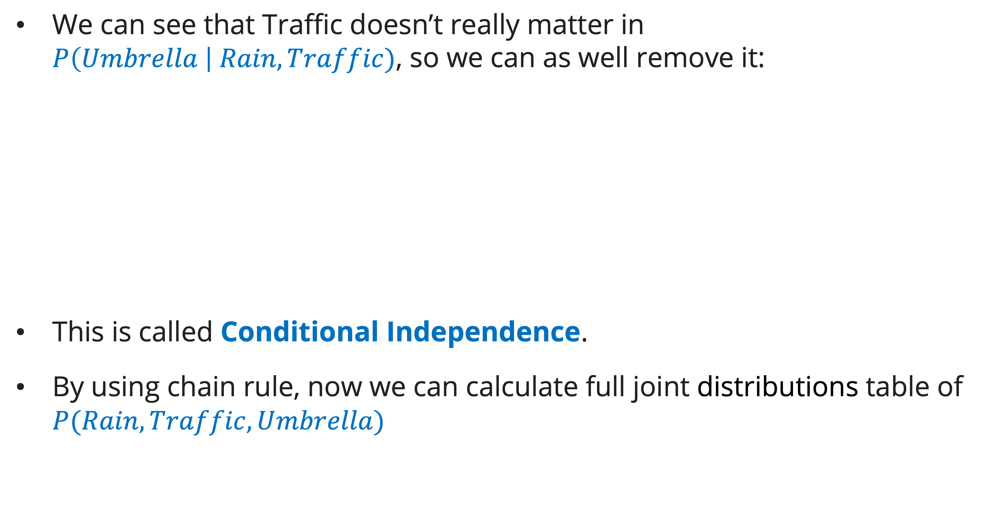 • We can see that Traffic doesn’t really matter in
P(Umbrella | Rain, Traffic), so we can as well remove it:
• This is called Conditional Independence.
• By using chain rule, now we can calculate full joint distributions table of
P(Rain, Traffic, Umbrella)